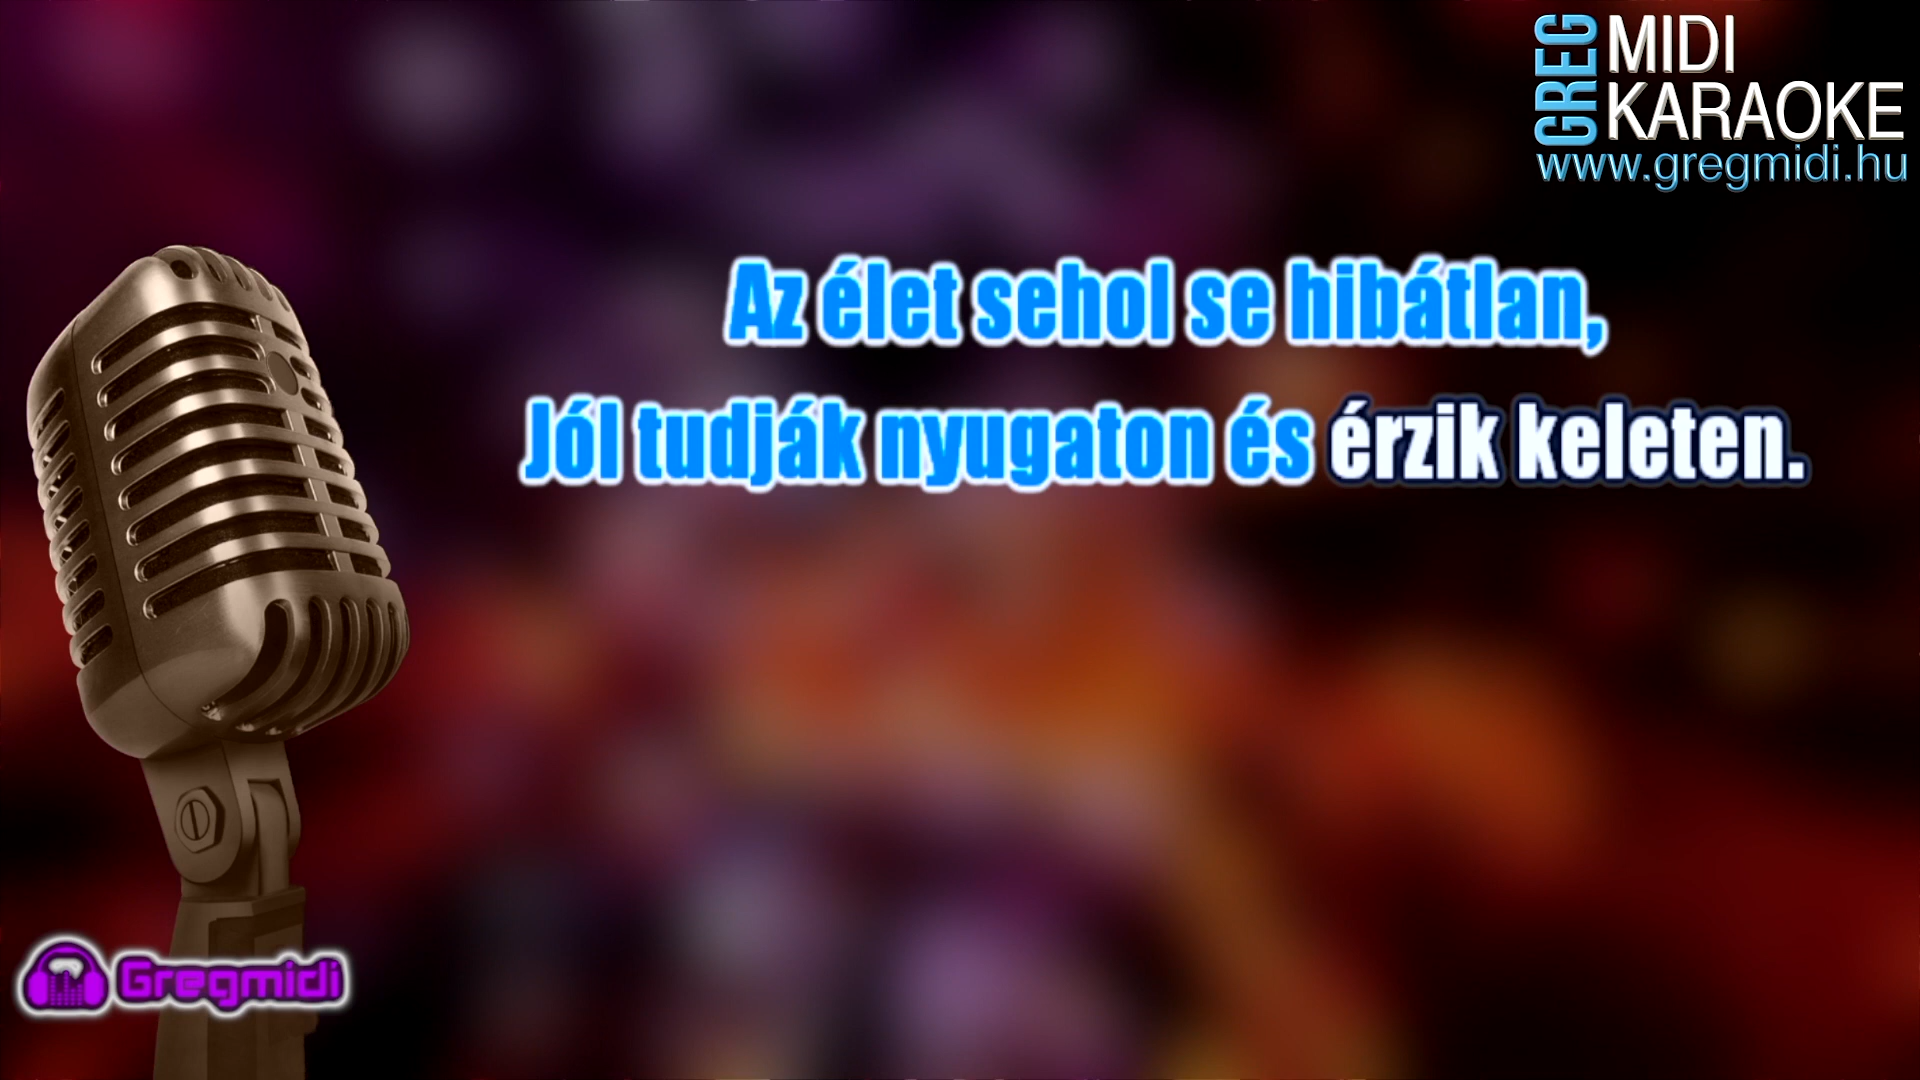 GREG MIDI
KARAOKE
www.gregmidi.hu
Az élet sehol se hibátlan,
Jól tudják nyugaton és érzik keleten.
Gregmidi